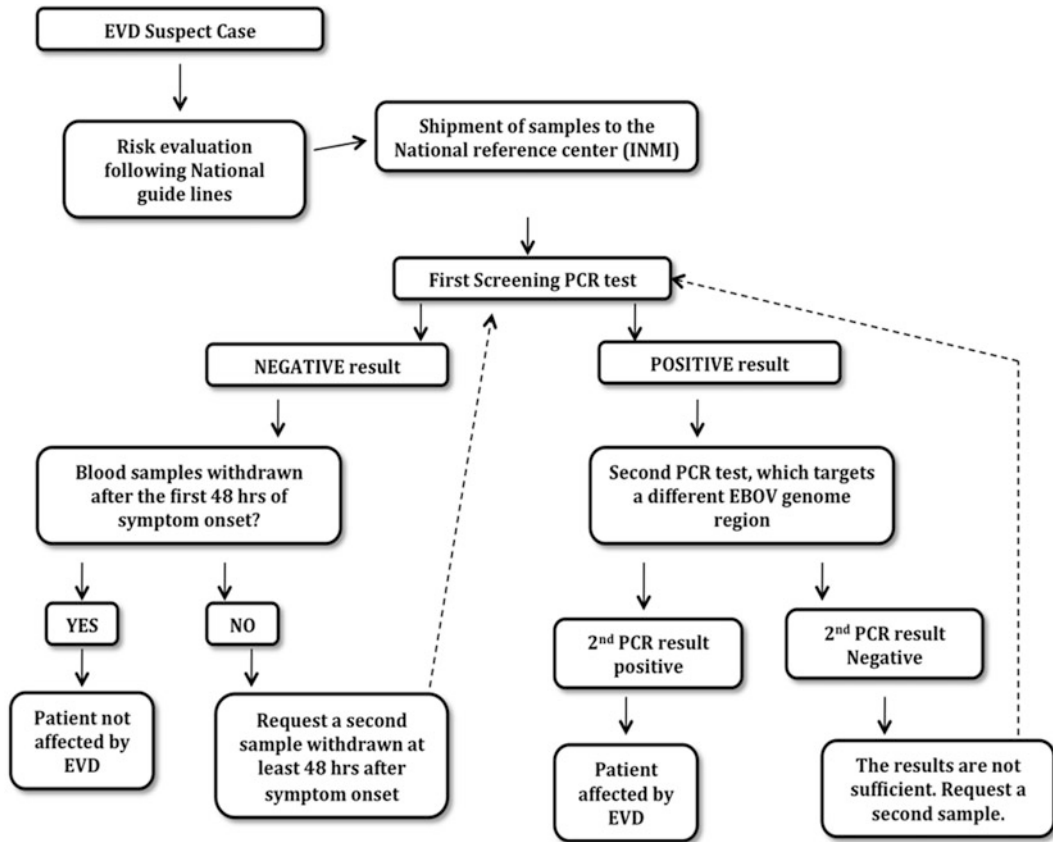 EVD Suspect Case
Risk evaluation
following National
guide lines
Shipment of samples to the
National reference center (INMI)
First Screening PCR test
NEGATIVE result
POSITIVE result
Blood samples withdrawn
after the first 48 hrs of
symptom onset?
Second PCR test, which targets
a different EBOV genome
region
YES
NO
2nd PCR result
positive
2nd PCR result
Negative
Patient not
affected by
EVD
Request a second
sample withdrawn at
least 48 hrs after
symptom onset
Patient
affected by
EVD
The results are not
sufficient. Request a
second sample.